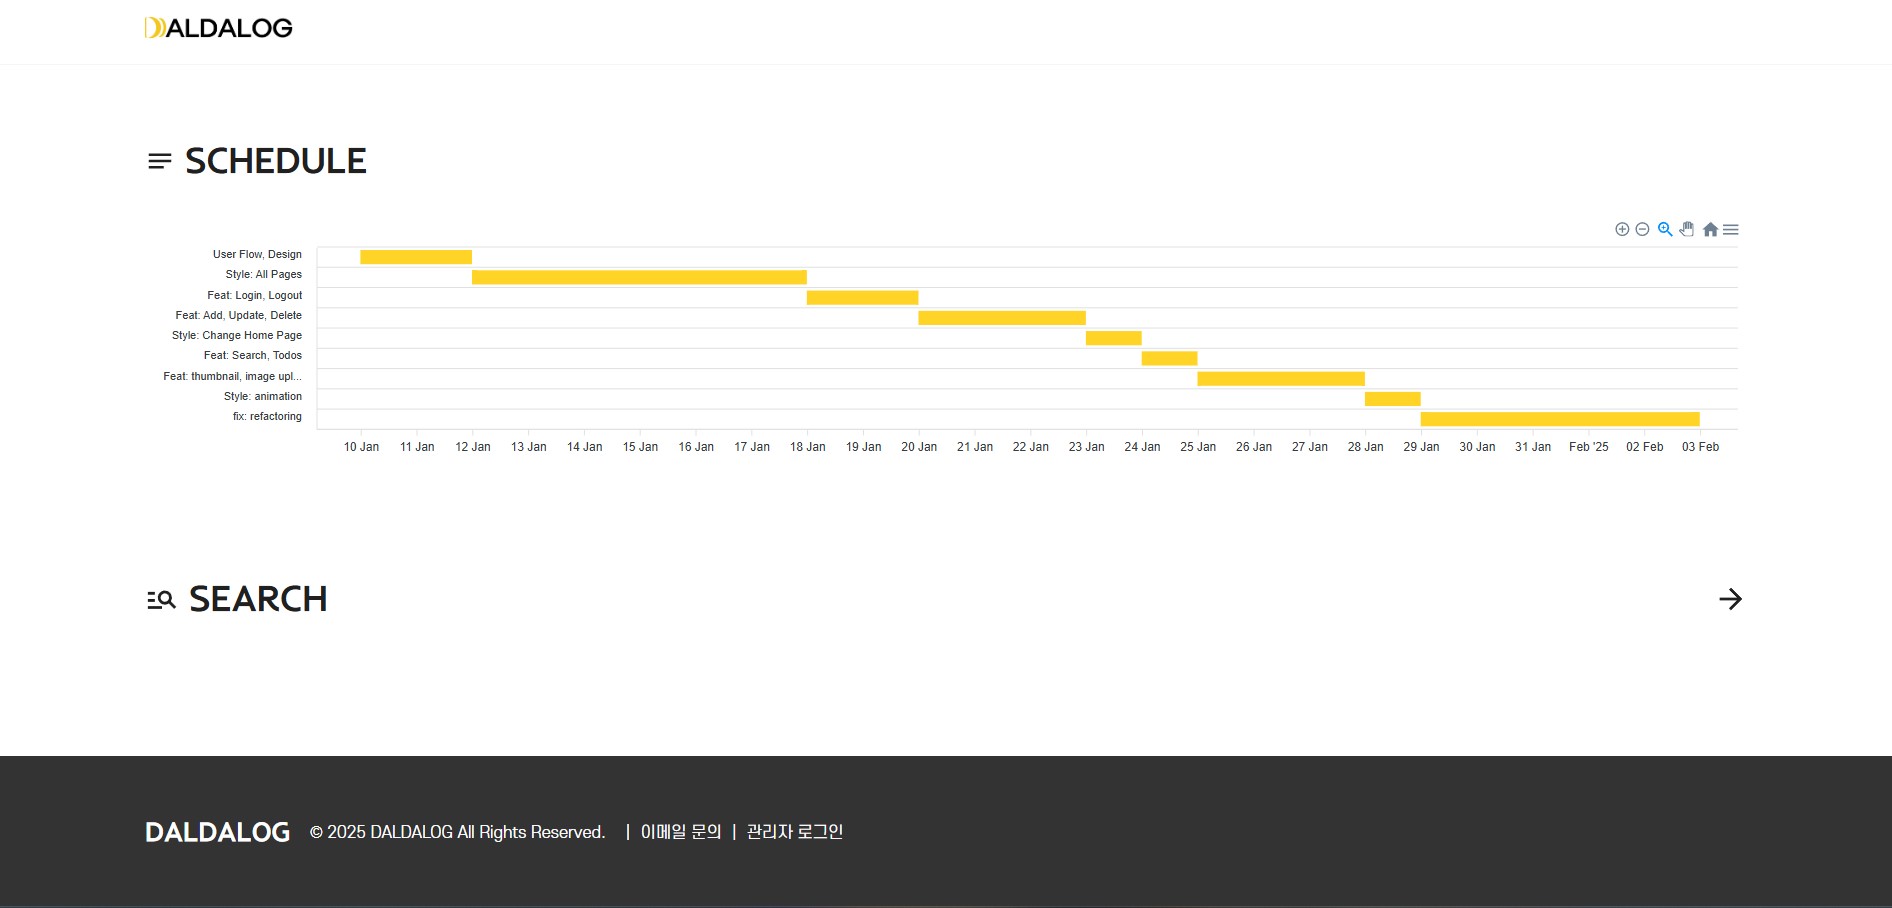 DALDALOG
SCHEDULE
User Flow, Design
Style: All Pages
Feat: Login, Logout
Feat: Add, Update, Delete
Style: Change Home Page
Feat: Search, Todos
Feat: thumbnail, image upl...
Style: animation
fix: refactoring
10 Jan 11 Jan 12 Jan 13 Jan 14 Jan 15 Jan 16 Jan 17 Jan 18 Jan 19 Jan 20 Jan 21 Jan 22 Jan 23 Jan 24 Jan 25 Jan 26 Jan 27 Jan 28 Jan 29 Jan 30 Jan 31 Jan Feb '25 02 Feb 03 Feb
SEARCH
DALDALOG © 2025 DALDALOG All Rights Reserved. | 이메일 문의 | 관리자 로그인